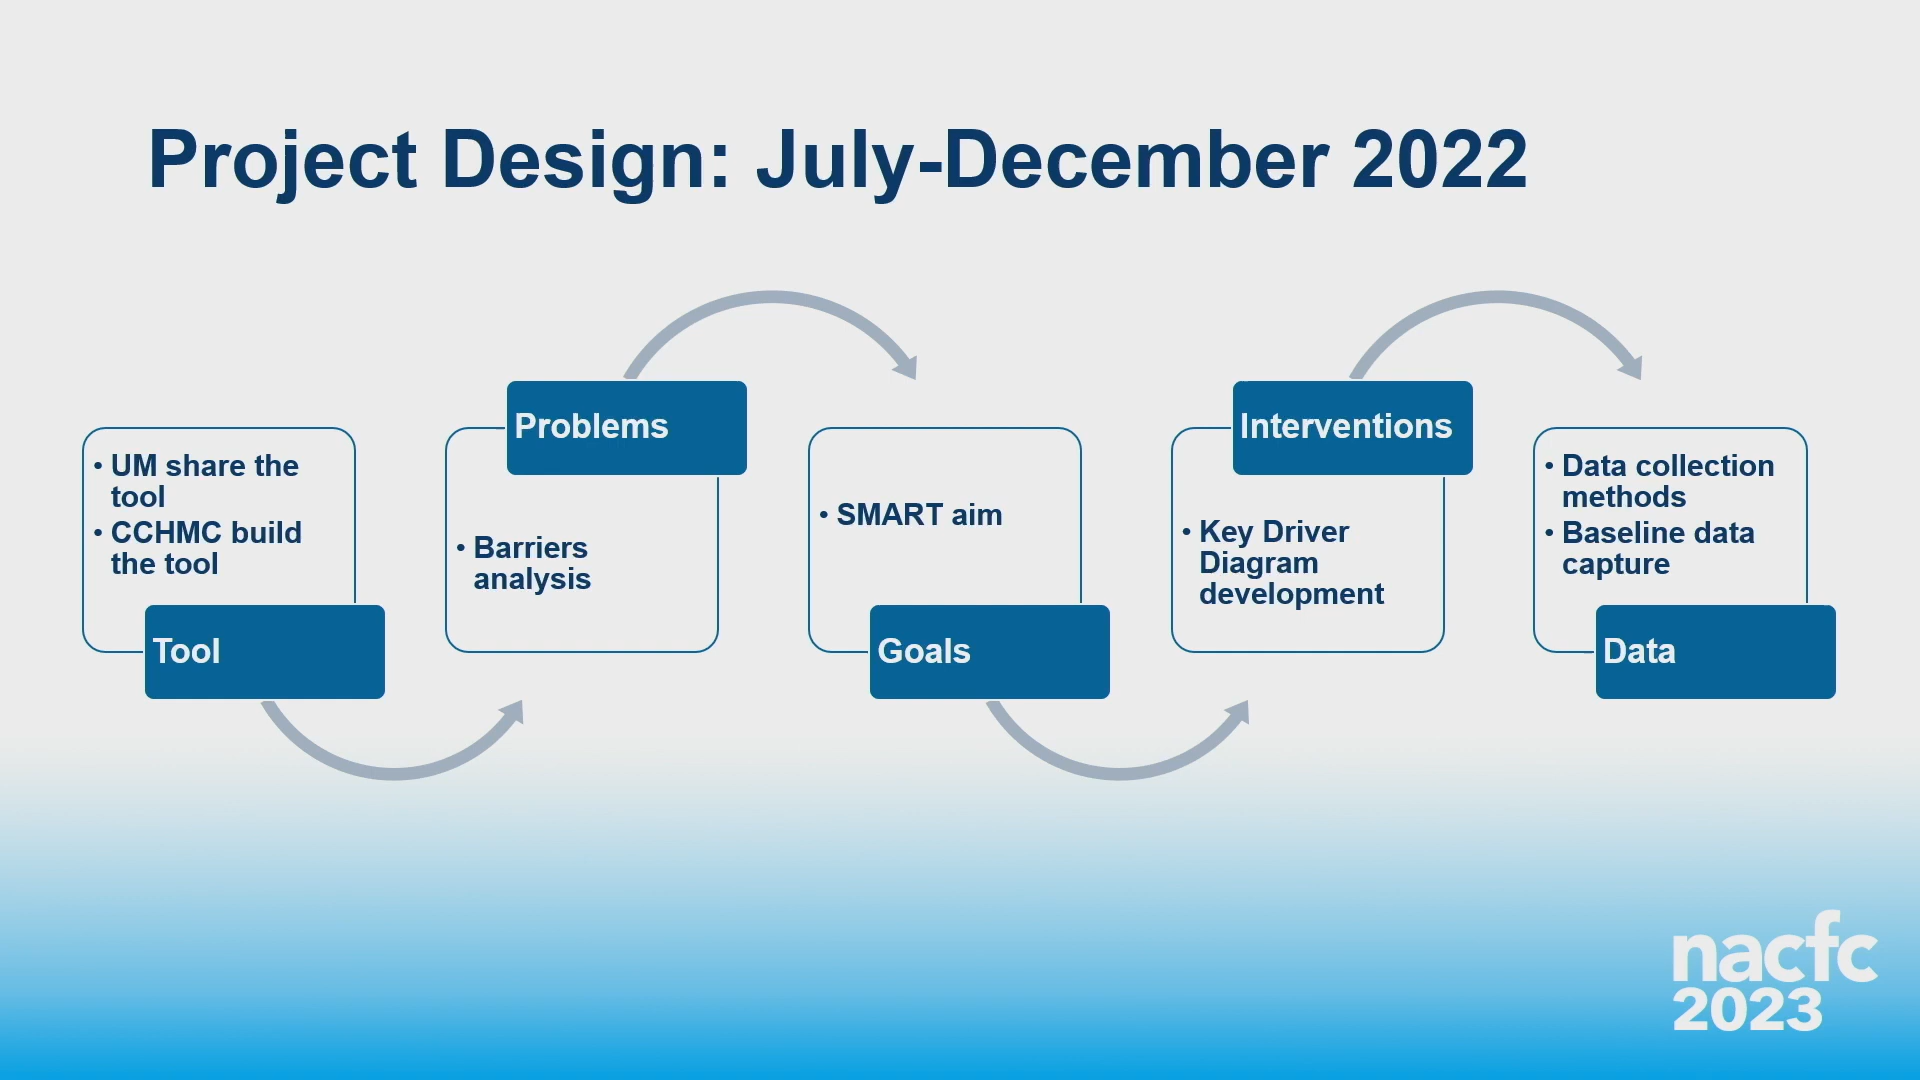 Project Design: July-December 2022
• UM share the
tool
• CCHMC build
the tool
Tool
Problems
• Barriers
analysis
• SMART aim
Goals
Interventions
• Key Driver
Diagram
development
• Data collection
methods
• Baseline data
capture
Data
nacfc
2023